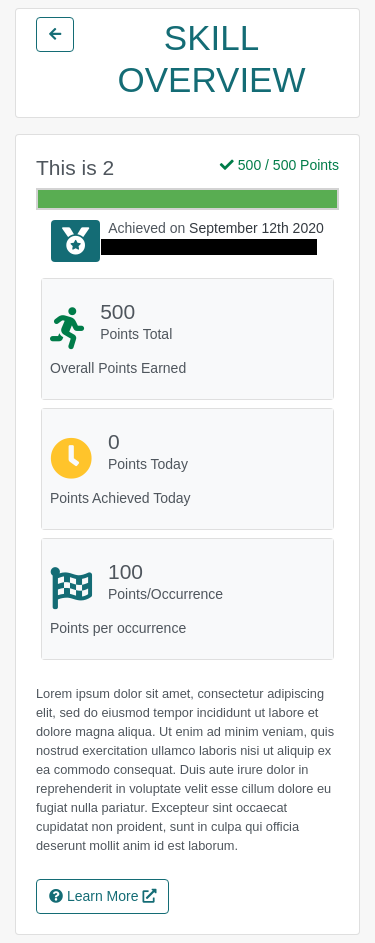 SKILL
OVERVIEW
This is 2
500 / 500 Points
Achieved on September 12th 2020
500
Points Total
Overall Points Earned
0
Points Today
Points Achieved Today
100
Points/Occurrence
Points per occurrence
Lorem ipsum dolor sit amet, consectetur adipiscing
elit, sed do eiusmod tempor incididunt ut labore et
dolore magna aliqua. Ut enim ad minim veniam, quis
nostrud exercitation ullamco laboris nisi ut aliquip ex
ea commodo consequat. Duis aute irure dolor in
reprehenderit in voluptate velit esse cillum dolore eu
fugiat nulla pariatur. Excepteur sint occaecat
cupidatat non proident, sunt in culpa qui officia
deserunt mollit anim id est laborum.
Learn More